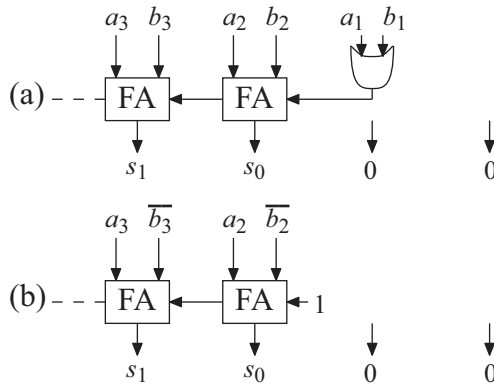 a₃ b₃ a₂ b₂ a₁ b₁
(a) FA FA
s₁ s₀ 0 0
a₃ b̅₃̅ a₂ b̅₂̅
(b) FA FA 1
s₁ s₀ 0 0